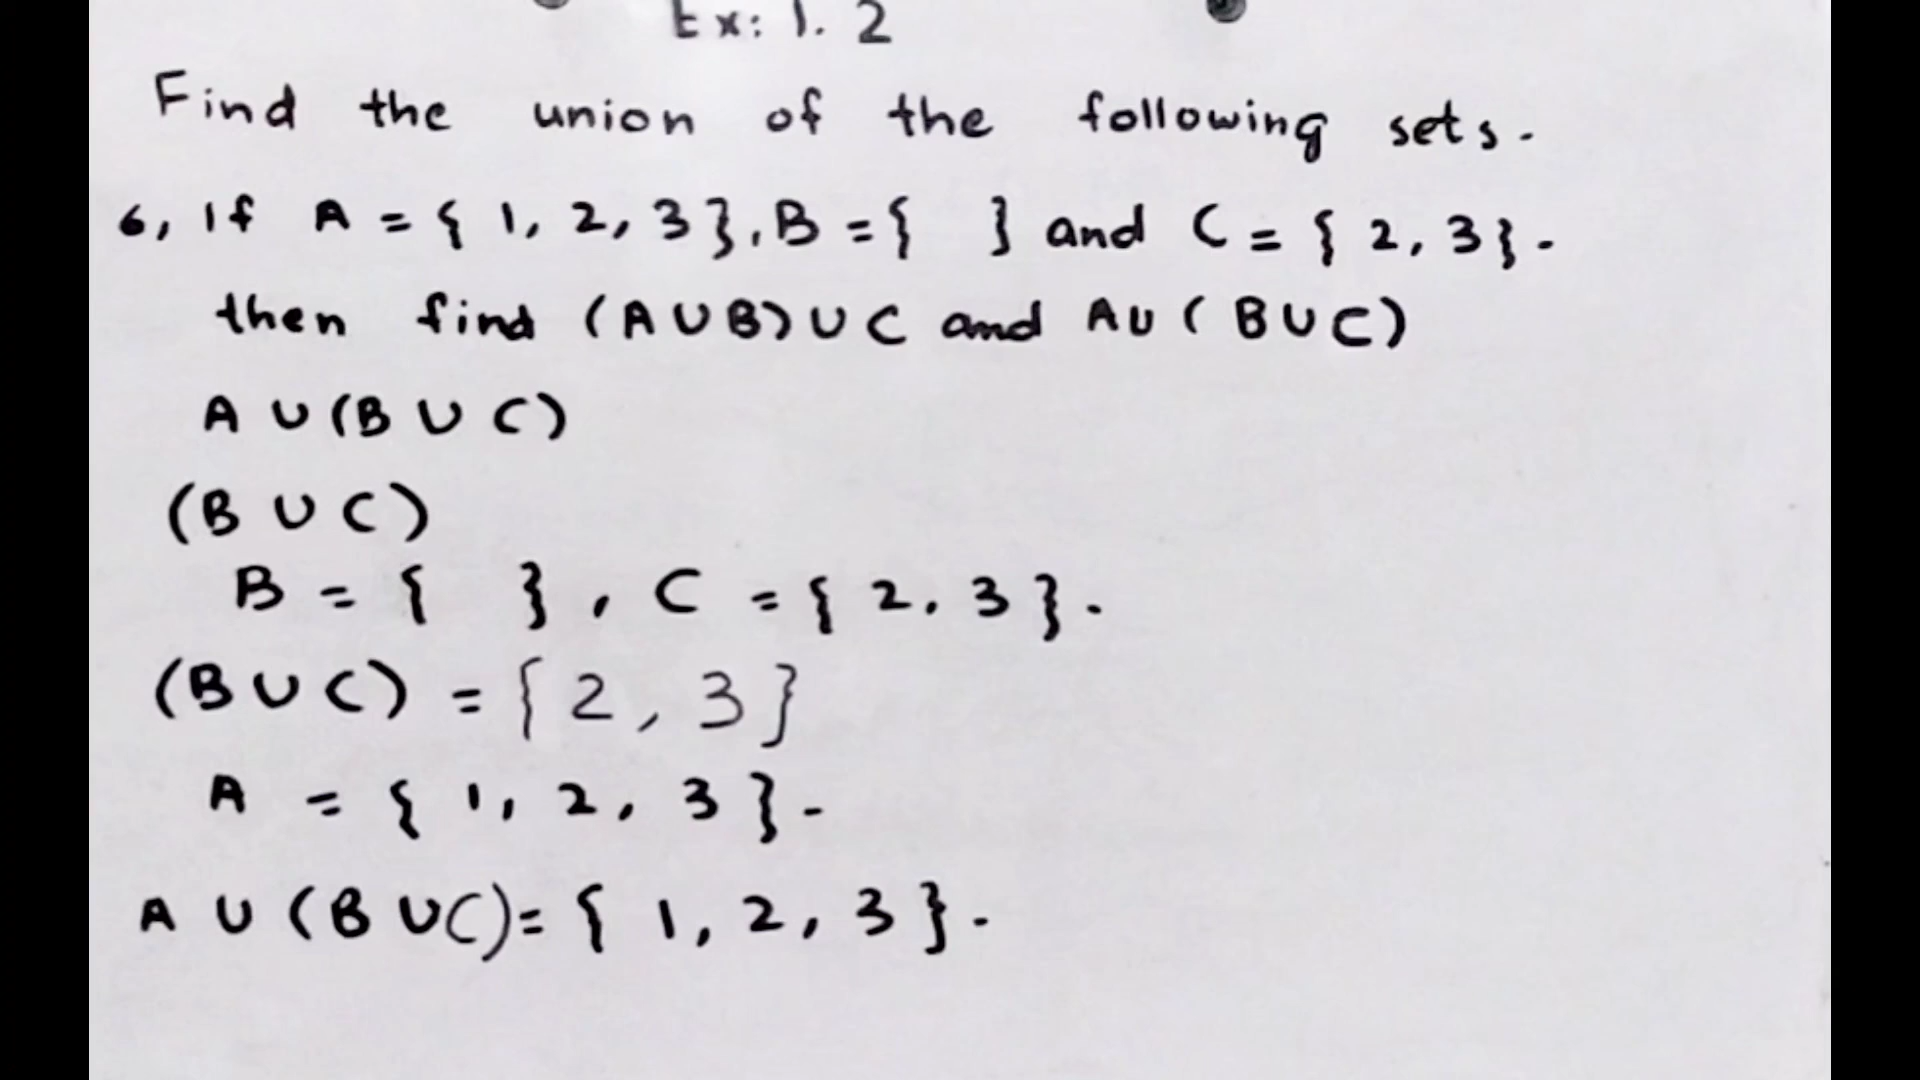 Ex: 1. 2
Find the union of the following sets.
6, If A = { 1, 2, 3 }, B = { } and C = { 2, 3 }.
then find (A ∪ B) ∪ C and A ∪ ( B ∪ C )
A ∪ (B ∪ C)
(B ∪ C)
B = { }, C = { 2, 3 }.
(B ∪ C) = { 2, 3 }
A = { 1, 2, 3 }.
A ∪ (B ∪ C) = { 1, 2, 3 }.